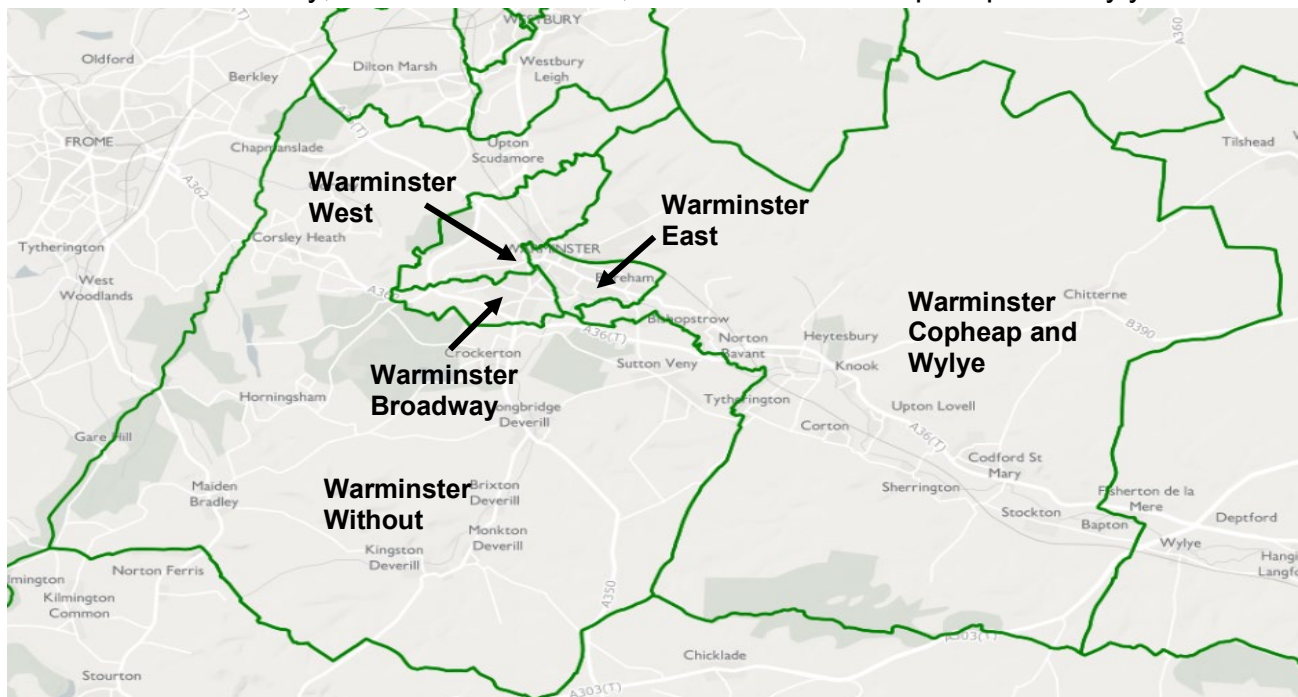 WESTBURY
Oldford
Dilton Marsh
Westbury
Leigh
Berkley
A360
FROME
Chapmanslade
Upton
Scudamore
Tilshead
A362
Warminster
West
Warminster
East
Tytherington
Corsley Heath
WARMINSTER
West
Woodlands
Warminster
Copheap and
Wylye
Chitterne
B390
Bishopstrow
A36(T)
Norton
Bavant
Heytesbury
Crockerton
Sutton Veny
Knook
Warminster
Broadway
Horningsham
Longbridge
Deverill
Tytherington
Upton Lovell
Corton
A36(T)
Gare Hill
Codford St
Mary
Maiden
Bradley
Warminster
Without
Brixton
Deverill
Sherrington
Fisherton de la
Mere
Stockton
Deptford
Bapton
Monkton
Deverill
Wylye
Kingston
Deverill
Norton Ferris
Kilmington
Common
A350
Chicklade
A303(T)
Stourton